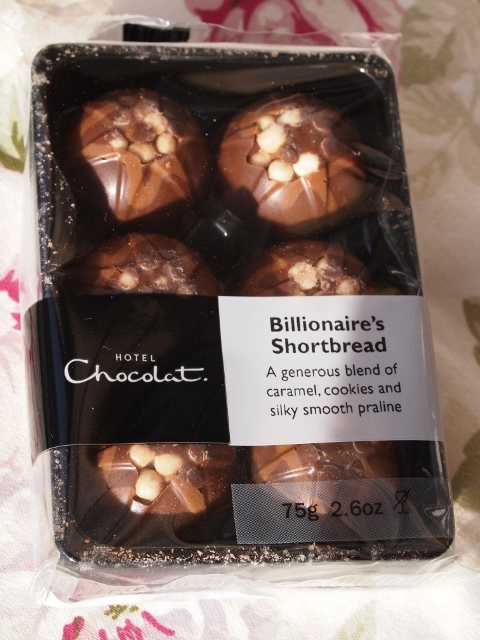 HOTEL
Chocolat.
Billionaire's
Shortbread
A generous blend of
caramel, cookies and
silky smooth praline
75g 2.6oz